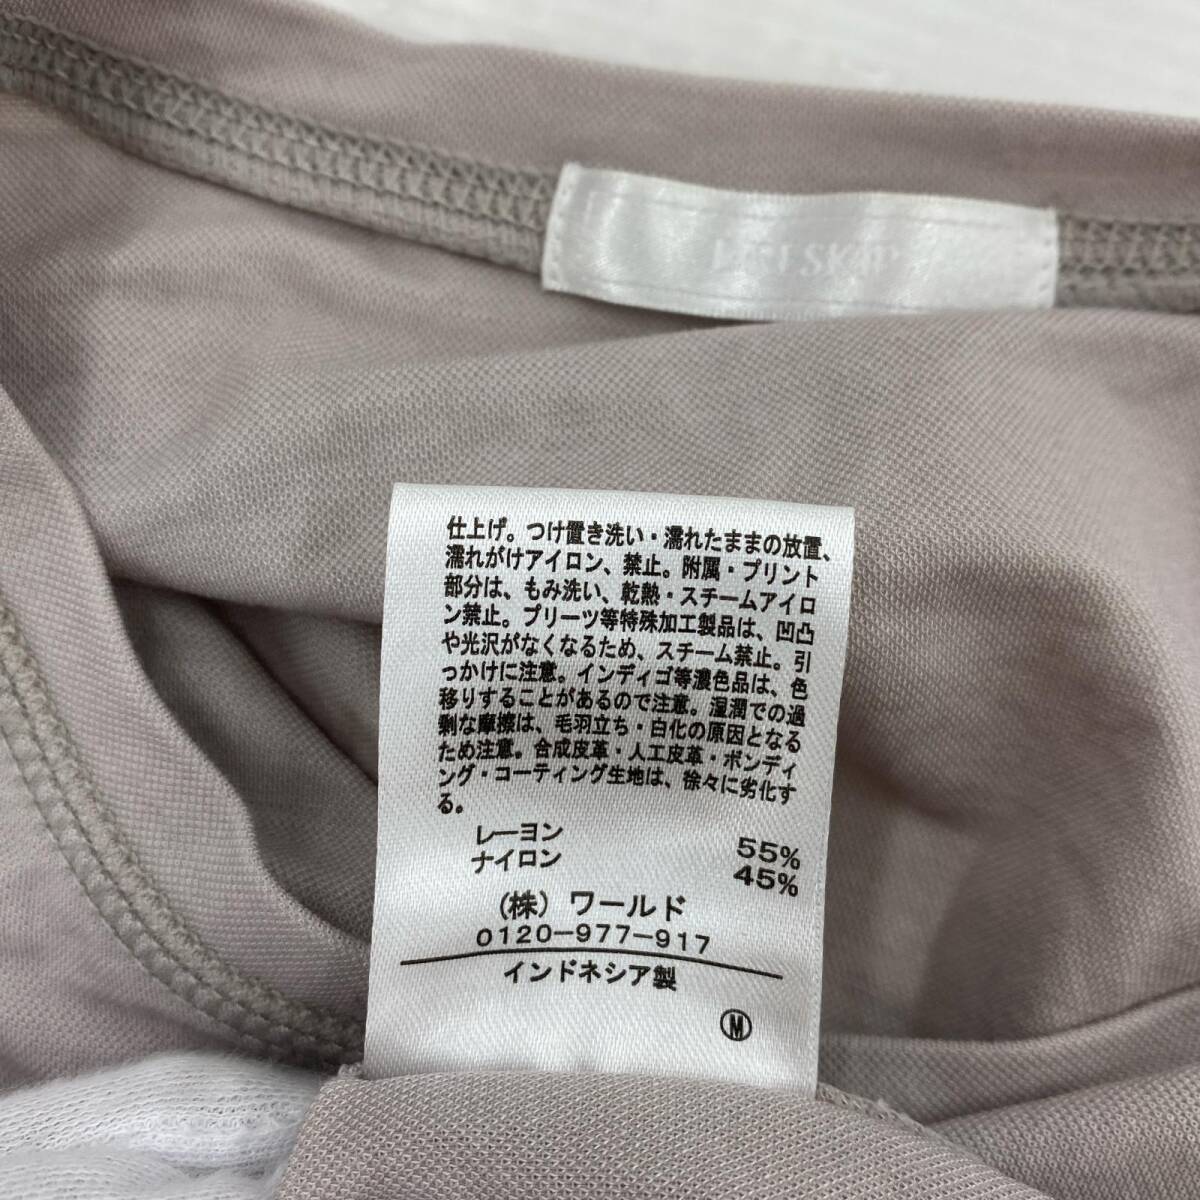 仕上げ。つけ置き洗い・濡れたままの放置、
濡れがけアイロン、禁止。附属・プリント
部分は、もみ洗い、乾熱・スチームアイロ
ン禁止。プリーツ等特殊加工製品は、凹凸
や光沢がなくなるため、スチーム禁止。引
っかけに注意。インディゴ等濃色品は、色
移りすることがあるので注意。湿潤での過
剰な摩擦は、毛羽立ち・白化の原因となる
ため注意。合成皮革・人工皮革・ボンディ
ング・コーティング生地は、徐々に劣化す
る。
レーヨン 55%
ナイロン 45%
(株) ワールド
0120-977-917
インドネシア製
M